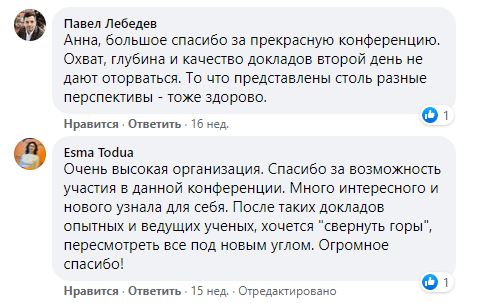 Павел Лебедев
Анна, большое спасибо за прекрасную конференцию.
Охват, глубина и качество докладов второй день не
дают оторваться. То что представлены столь разные
перспективы - тоже здорово.
1
Нравится · Ответить · 16 нед.
Esma Todua
Очень высокая организация. Спасибо за возможность
участия в данной конференции. Много интересного и
нового узнала для себя. После таких докладов
опытных и ведущих ученых, хочется "свернуть горы",
пересмотреть все под новым углом. Огромное
спасибо!
1
Нравится · Ответить · 15 нед. · Отредактировано